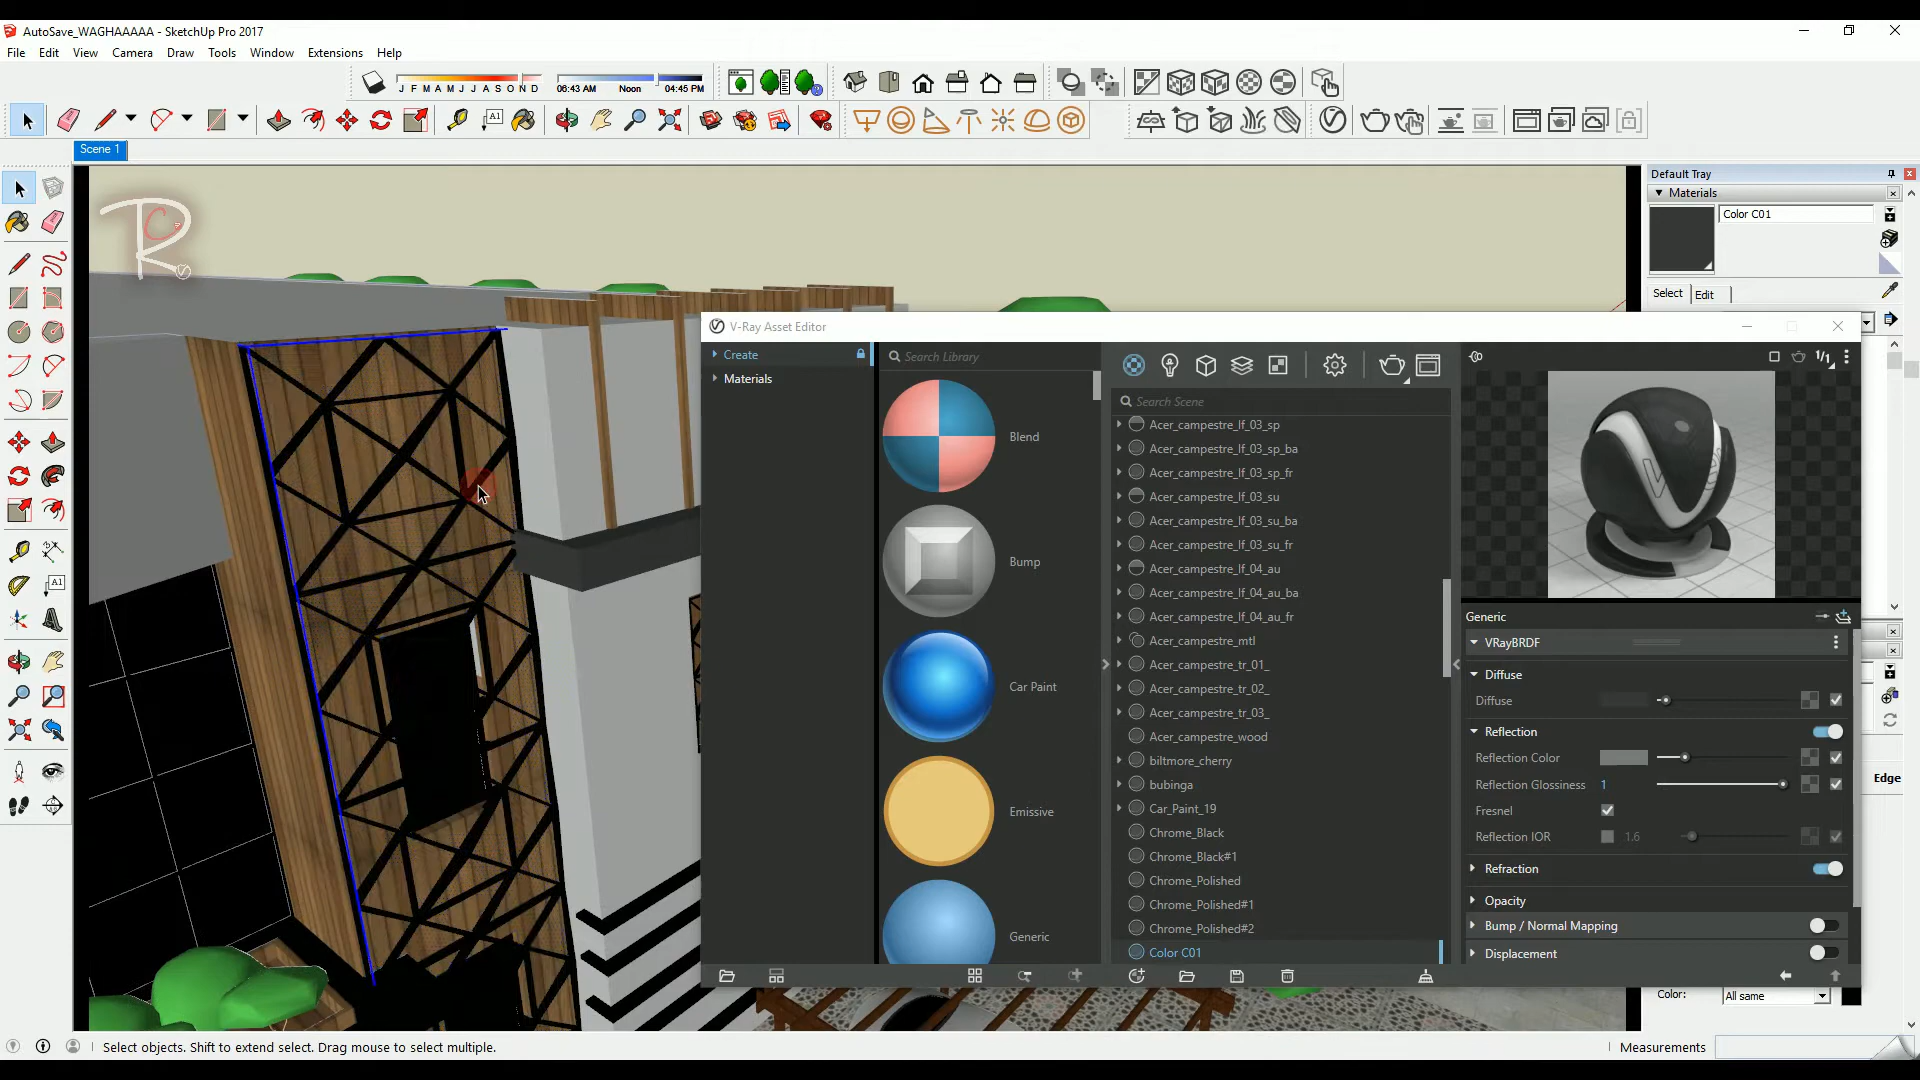 AutoSave_WAGHAAAAA - SketchUp Pro 2017
File Edit View Camera Draw Tools Window Extensions Help
J F M A M J J A S O N D 06:43 AM Noon 04:45 PM
A1
Scene 1
Default Tray
Materials
Color C01
Select Edit
V-Ray Asset Editor
Create
Materials
Search Library
Blend
Bump
Car Paint
Emissive
Generic
Search Scene
Acer_campestre_lf_03_sp
Acer_campestre_lf_03_sp_ba
Acer_campestre_lf_03_sp_fr
Acer_campestre_lf_03_su
Acer_campestre_lf_03_su_ba
Acer_campestre_lf_03_su_fr
Acer_campestre_lf_04_au
Acer_campestre_lf_04_au_ba
Acer_campestre_lf_04_au_fr
Acer_campestre_mtl
Acer_campestre_tr_01_
Acer_campestre_tr_02_
Acer_campestre_tr_03_
Acer_campestre_wood
biltmore_cherry
bubinga
Car_Paint_19
Chrome_Black
Chrome_Black#1
Chrome_Polished
Chrome_Polished#1
Chrome_Polished#2
Color C01
1/1
Generic
VRayBRDF
Diffuse
Diffuse
Reflection
Reflection Color
Reflection Glossiness 1
Fresnel
Reflection IOR 1.6
Refraction
Opacity
Bump / Normal Mapping
Displacement
Edge
Color: All same
A1
Select objects. Shift to extend select. Drag mouse to select multiple.
Measurements